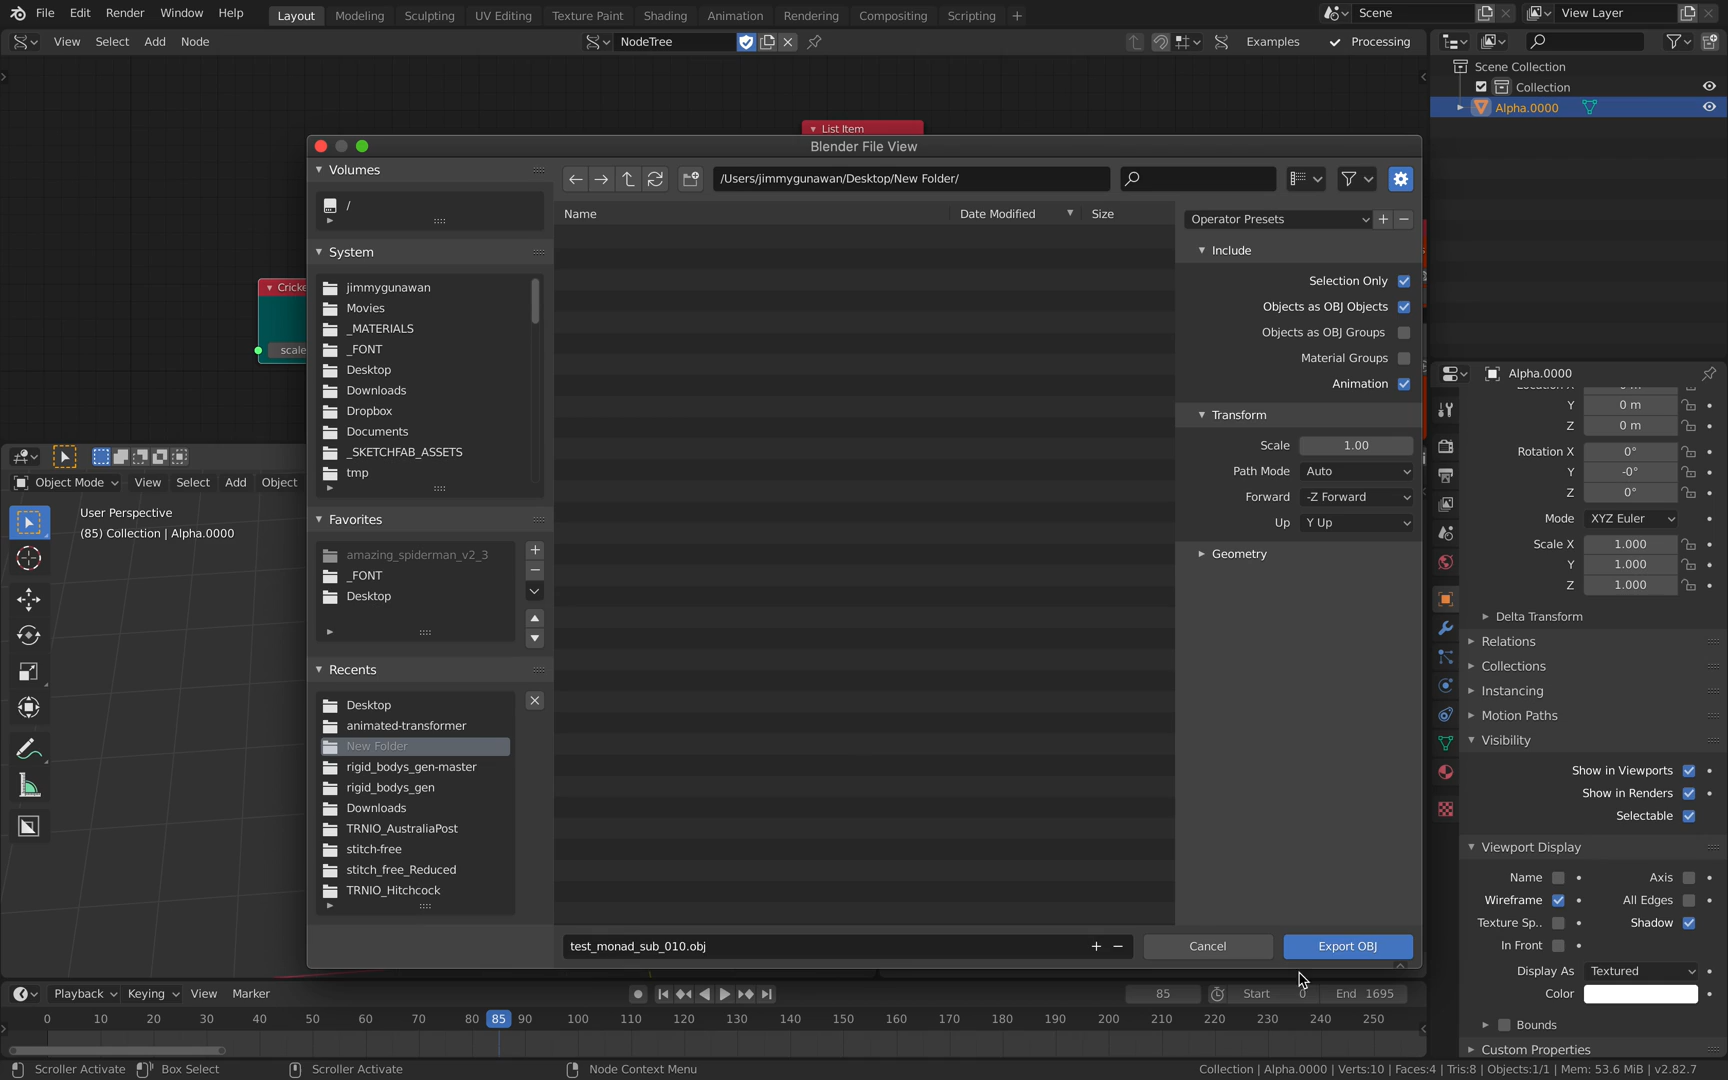 File Edit Render Window Help Layout Modeling Sculpting UV Editing Texture Paint Shading Animation Rendering Compositing Scripting + Scene View Layer
View Select Add Node NodeTree Examples Processing
Scene Collection
Collection
Alpha.0000
List Item
Blender File View
Volumes
/
System
jimmygunawan
Movies
_MATERIALS
_FONT
Desktop
Downloads
Dropbox
Documents
_SKETCHFAB_ASSETS
tmp
Favorites
amazing_spiderman_v2_3
_FONT
Desktop
Recents
Desktop
animated-transformer
New Folder
rigid_bodys_gen-master
rigid_bodys_gen
Downloads
TRNIO_AustraliaPost
stitch-free
stitch_free_Reduced
TRNIO_Hitchcock
/Users/jimmygunawan/Desktop/New Folder/
Name Date Modified Size
Operator Presets
Include
Selection Only
Objects as OBJ Objects
Objects as OBJ Groups
Material Groups
Animation
Transform
Scale 1.00
Path Mode Auto
Forward -Z Forward
Up Y Up
Geometry
test_monad_sub_010.obj
Cancel Export OBJ
scale
Object Mode View Select Add Object
User Perspective
(85) Collection | Alpha.0000
Alpha.0000
Y 0 m
Z 0 m
Rotation X 0°
Y -0°
Z 0°
Mode XYZ Euler
Scale X 1.000
Y 1.000
Z 1.000
Delta Transform
Relations
Collections
Instancing
Motion Paths
Visibility
Show in Viewports
Show in Renders
Selectable
Viewport Display
Name Axis
Wireframe All Edges
Texture Sp.. Shadow
In Front
Display As Textured
Color
Bounds
Custom Properties
Playback Keying View Marker 85 Start 0 End 1695
0 10 20 30 40 50 60 70 80 85 90 100 110 120 130 140 150 160 170 180 190 200 210 220 230 240 250
Scroller Activate Box Select Scroller Activate Node Context Menu Collection | Alpha.0000 | Verts:10 | Faces:4 | Tris:8 | Objects:1/1 | Mem: 53.6 MiB | v2.82.7